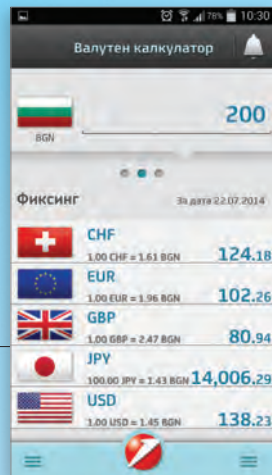 78% 10:30
Валутен калкулатор
200
BGN
Фиксинг За дата 22.07.2014
CHF
1.00 CHF = 1.61 BGN 124.18
EUR
1.00 EUR = 1.96 BGN 102.26
GBP
1.00 GBP = 2.47 BGN 80.94
JPY
100.00 JPY = 1.43 BGN 14,006.29
USD
1.00 USD = 1.45 BGN 138.23